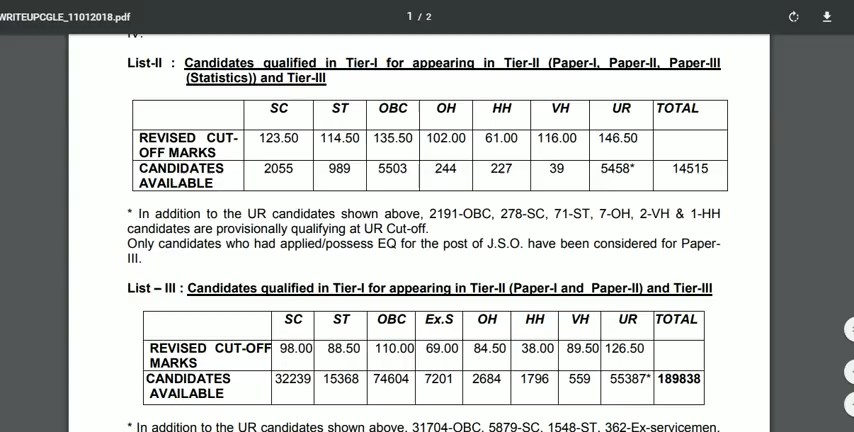 WRITEUPCGLE_11012018.pdf
1 / 2
IV.
List-II : Candidates qualified in Tier-I for appearing in Tier-II (Paper-I, Paper-II, Paper-III
(Statistics)) and Tier-III
SC ST OBC OH HH VH UR TOTAL
REVISED CUT- 123.50 114.50 135.50 102.00 61.00 116.00 146.50
OFF MARKS
CANDIDATES 2055 989 5503 244 227 39 5458* 14515
AVAILABLE
* In addition to the UR candidates shown above, 2191-OBC, 278-SC, 71-ST, 7-OH, 2-VH & 1-HH
candidates are provisionally qualifying at UR Cut-off.
Only candidates who had applied/possess EQ for the post of J.S.O. have been considered for Paper-
III.
List – III : Candidates qualified in Tier-I for appearing in Tier-II (Paper-I and Paper-II) and Tier-III
SC ST OBC Ex.S OH HH VH UR TOTAL
REVISED CUT-OFF 98.00 88.50 110.00 69.00 84.50 38.00 89.50 126.50
MARKS
CANDIDATES 32239 15368 74604 7201 2684 1796 559 55387* 189838
AVAILABLE
* In addition to the UR candidates shown above, 31704-OBC, 5879-SC, 1548-ST, 362-Ex-servicemen,